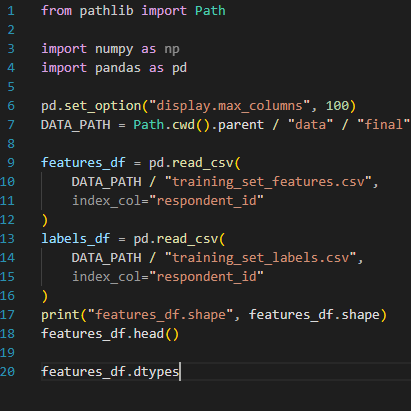 1 from pathlib import Path
2
3 import numpy as np
4 import pandas as pd
5
6 pd.set_option("display.max_columns", 100)
7 DATA_PATH = Path.cwd().parent / "data" / "final"
8
9 features_df = pd.read_csv(
10     DATA_PATH / "training_set_features.csv",
11     index_col="respondent_id"
12 )
13 labels_df = pd.read_csv(
14     DATA_PATH / "training_set_labels.csv",
15     index_col="respondent_id"
16 )
17 print("features_df.shape", features_df.shape)
18 features_df.head()
19
20 features_df.dtypes